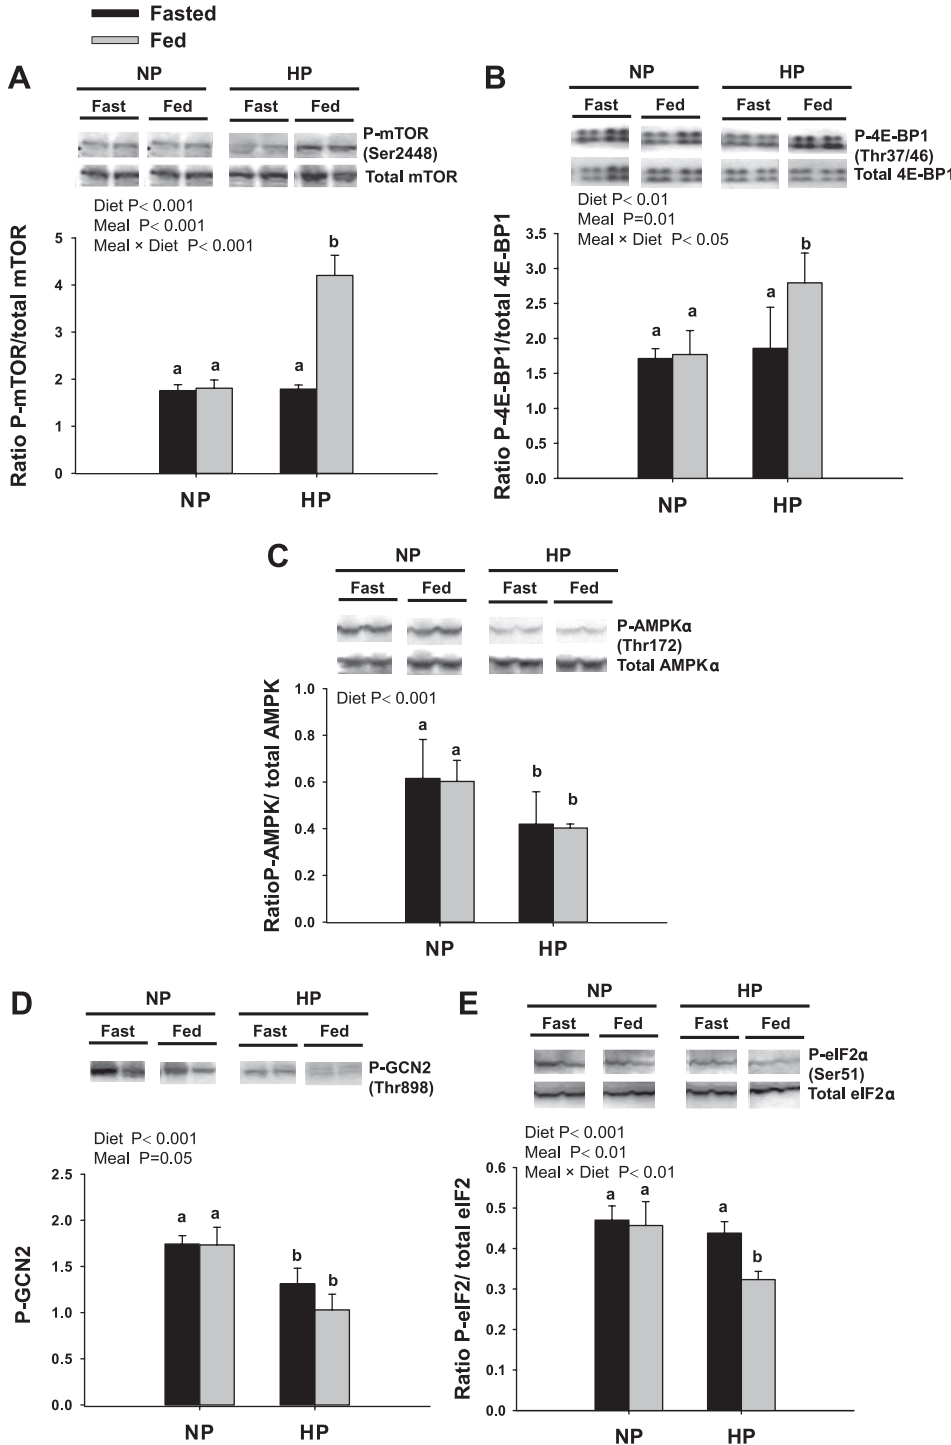 Fasted
Fed
A
NP HP
Fast Fed Fast Fed
P-mTOR
(Ser2448)
Total mTOR
Diet P< 0.001
Meal P< 0.001
Meal × Diet P< 0.001
Ratio P-mTOR/total mTOR
5
4
3
2
1
0
a a a b
NP HP
B
NP HP
Fast Fed Fast Fed
P-4E-BP1
(Thr37/46)
Total 4E-BP1
Diet P< 0.01
Meal P=0.01
Meal × Diet P< 0.05
Ratio P-4E-BP1/total 4E-BP1
3.5
3.0
2.5
2.0
1.5
1.0
0.5
0.0
a a a b
NP HP
C
NP HP
Fast Fed Fast Fed
P-AMPKα
(Thr172)
Total AMPKα
Diet P< 0.001
RatioP-AMPK/ total AMPK
1.0
0.8
0.6
0.4
0.2
0.0
a a b b
NP HP
D
NP HP
Fast Fed Fast Fed
P-GCN2
(Thr898)
Diet P< 0.001
Meal P=0.05
P-GCN2
2.5
2.0
1.5
1.0
0.5
0.0
a a b b
NP HP
E
NP HP
Fast Fed Fast Fed
P-eIF2α
(Ser51)
Total eIF2α
Diet P< 0.001
Meal P< 0.01
Meal × Diet P< 0.01
Ratio P-eIF2/ total eIF2
0.6
0.5
0.4
0.3
0.2
0.1
0.0
a a a b
NP HP